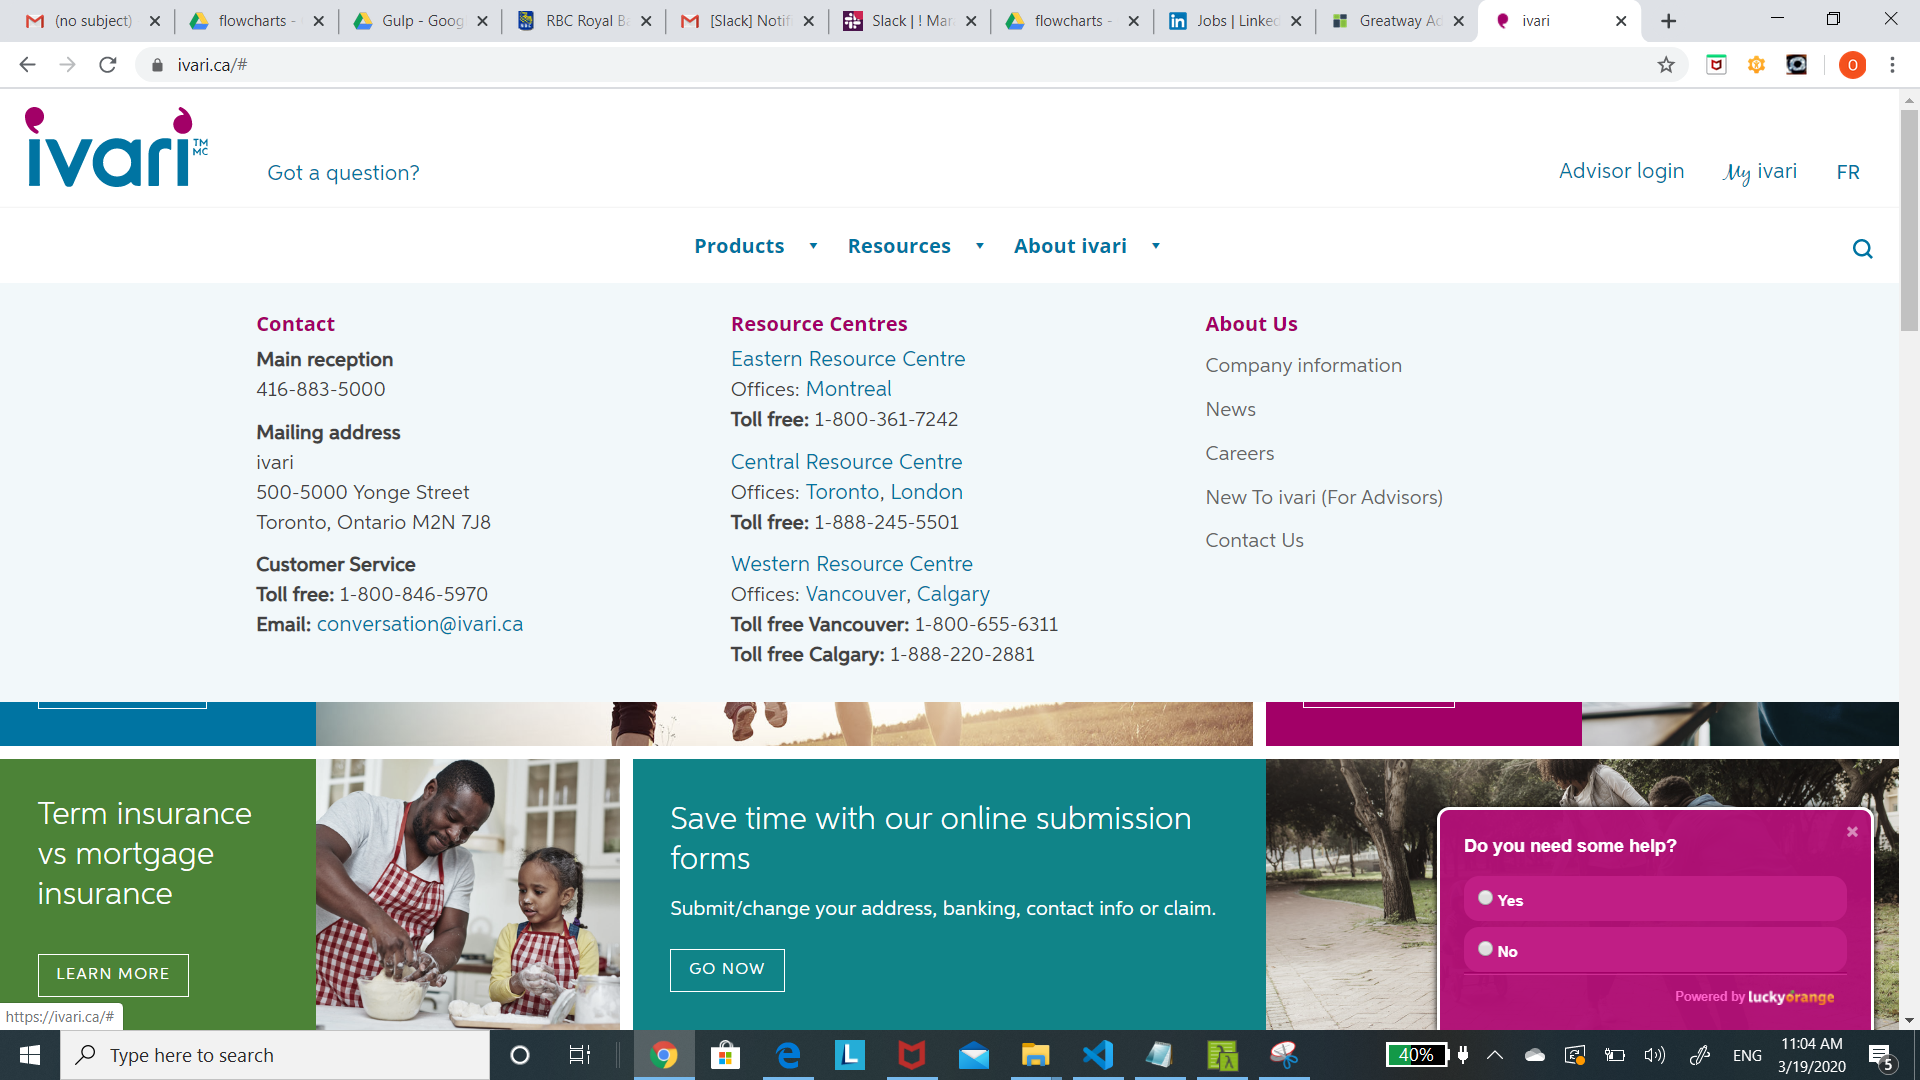 (no subject)
flowcharts -
Gulp - Goog
RBC Royal B
[Slack] Notif
Slack | ! Mar
flowcharts -
Jobs | Linked
Greatway Ad
ivari
ivari.ca/#
O
ivari TM MC
Got a question?
Advisor login
My ivari
FR
Products
Resources
About ivari
Contact
Main reception
416-883-5000
Mailing address
ivari
500-5000 Yonge Street
Toronto, Ontario M2N 7J8
Customer Service
Toll free: 1-800-846-5970
Email: conversation@ivari.ca
Resource Centres
Eastern Resource Centre
Offices: Montreal
Toll free: 1-800-361-7242
Central Resource Centre
Offices: Toronto, London
Toll free: 1-888-245-5501
Western Resource Centre
Offices: Vancouver, Calgary
Toll free Vancouver: 1-800-655-6311
Toll free Calgary: 1-888-220-2881
About Us
Company information
News
Careers
New To ivari (For Advisors)
Contact Us
Term insurance
vs mortgage
insurance
LEARN MORE
Save time with our online submission
forms
Submit/change your address, banking, contact info or claim.
GO NOW
Do you need some help?
Yes
No
Powered by luckyorange
https://ivari.ca/#
Type here to search
40%
ENG
11:04 AM
3/19/2020
5